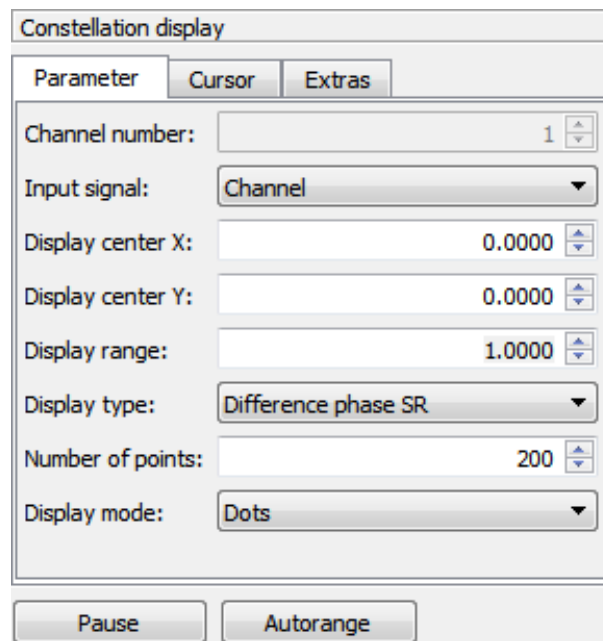 Constellation display
Parameter Cursor Extras
Channel number: 1
Input signal: Channel
Display center X: 0.0000
Display center Y: 0.0000
Display range: 1.0000
Display type: Difference phase SR
Number of points: 200
Display mode: Dots
Pause Autorange